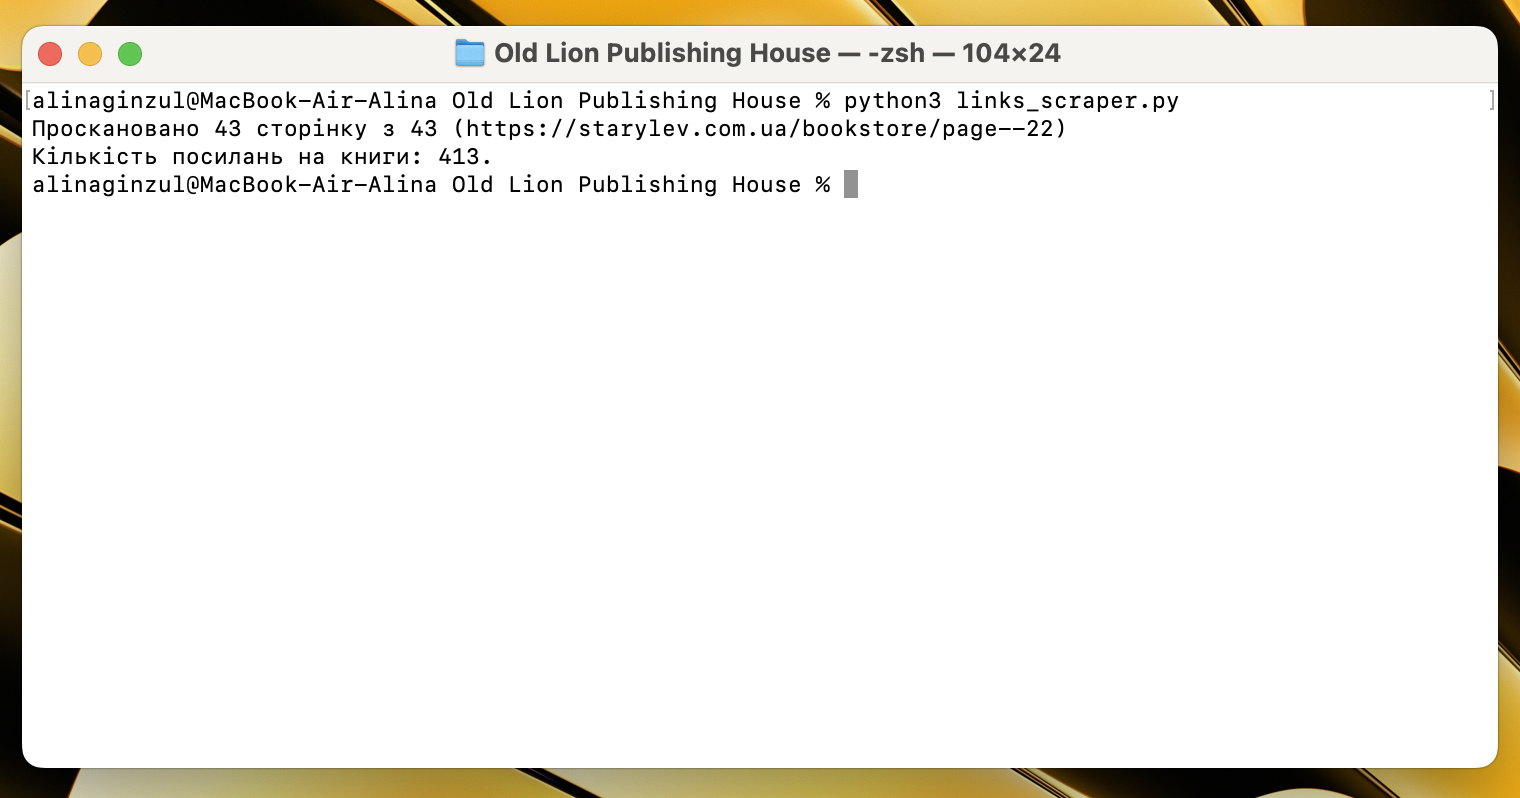 Old Lion Publishing House — -zsh — 104×24
[alinaginzul@MacBook-Air-Alina Old Lion Publishing House % python3 links_scraper.py ]
Проскановано 43 сторінку з 43 (https://starylev.com.ua/bookstore/page--22)
Кількість посилань на книги: 413.
alinaginzul@MacBook-Air-Alina Old Lion Publishing House %